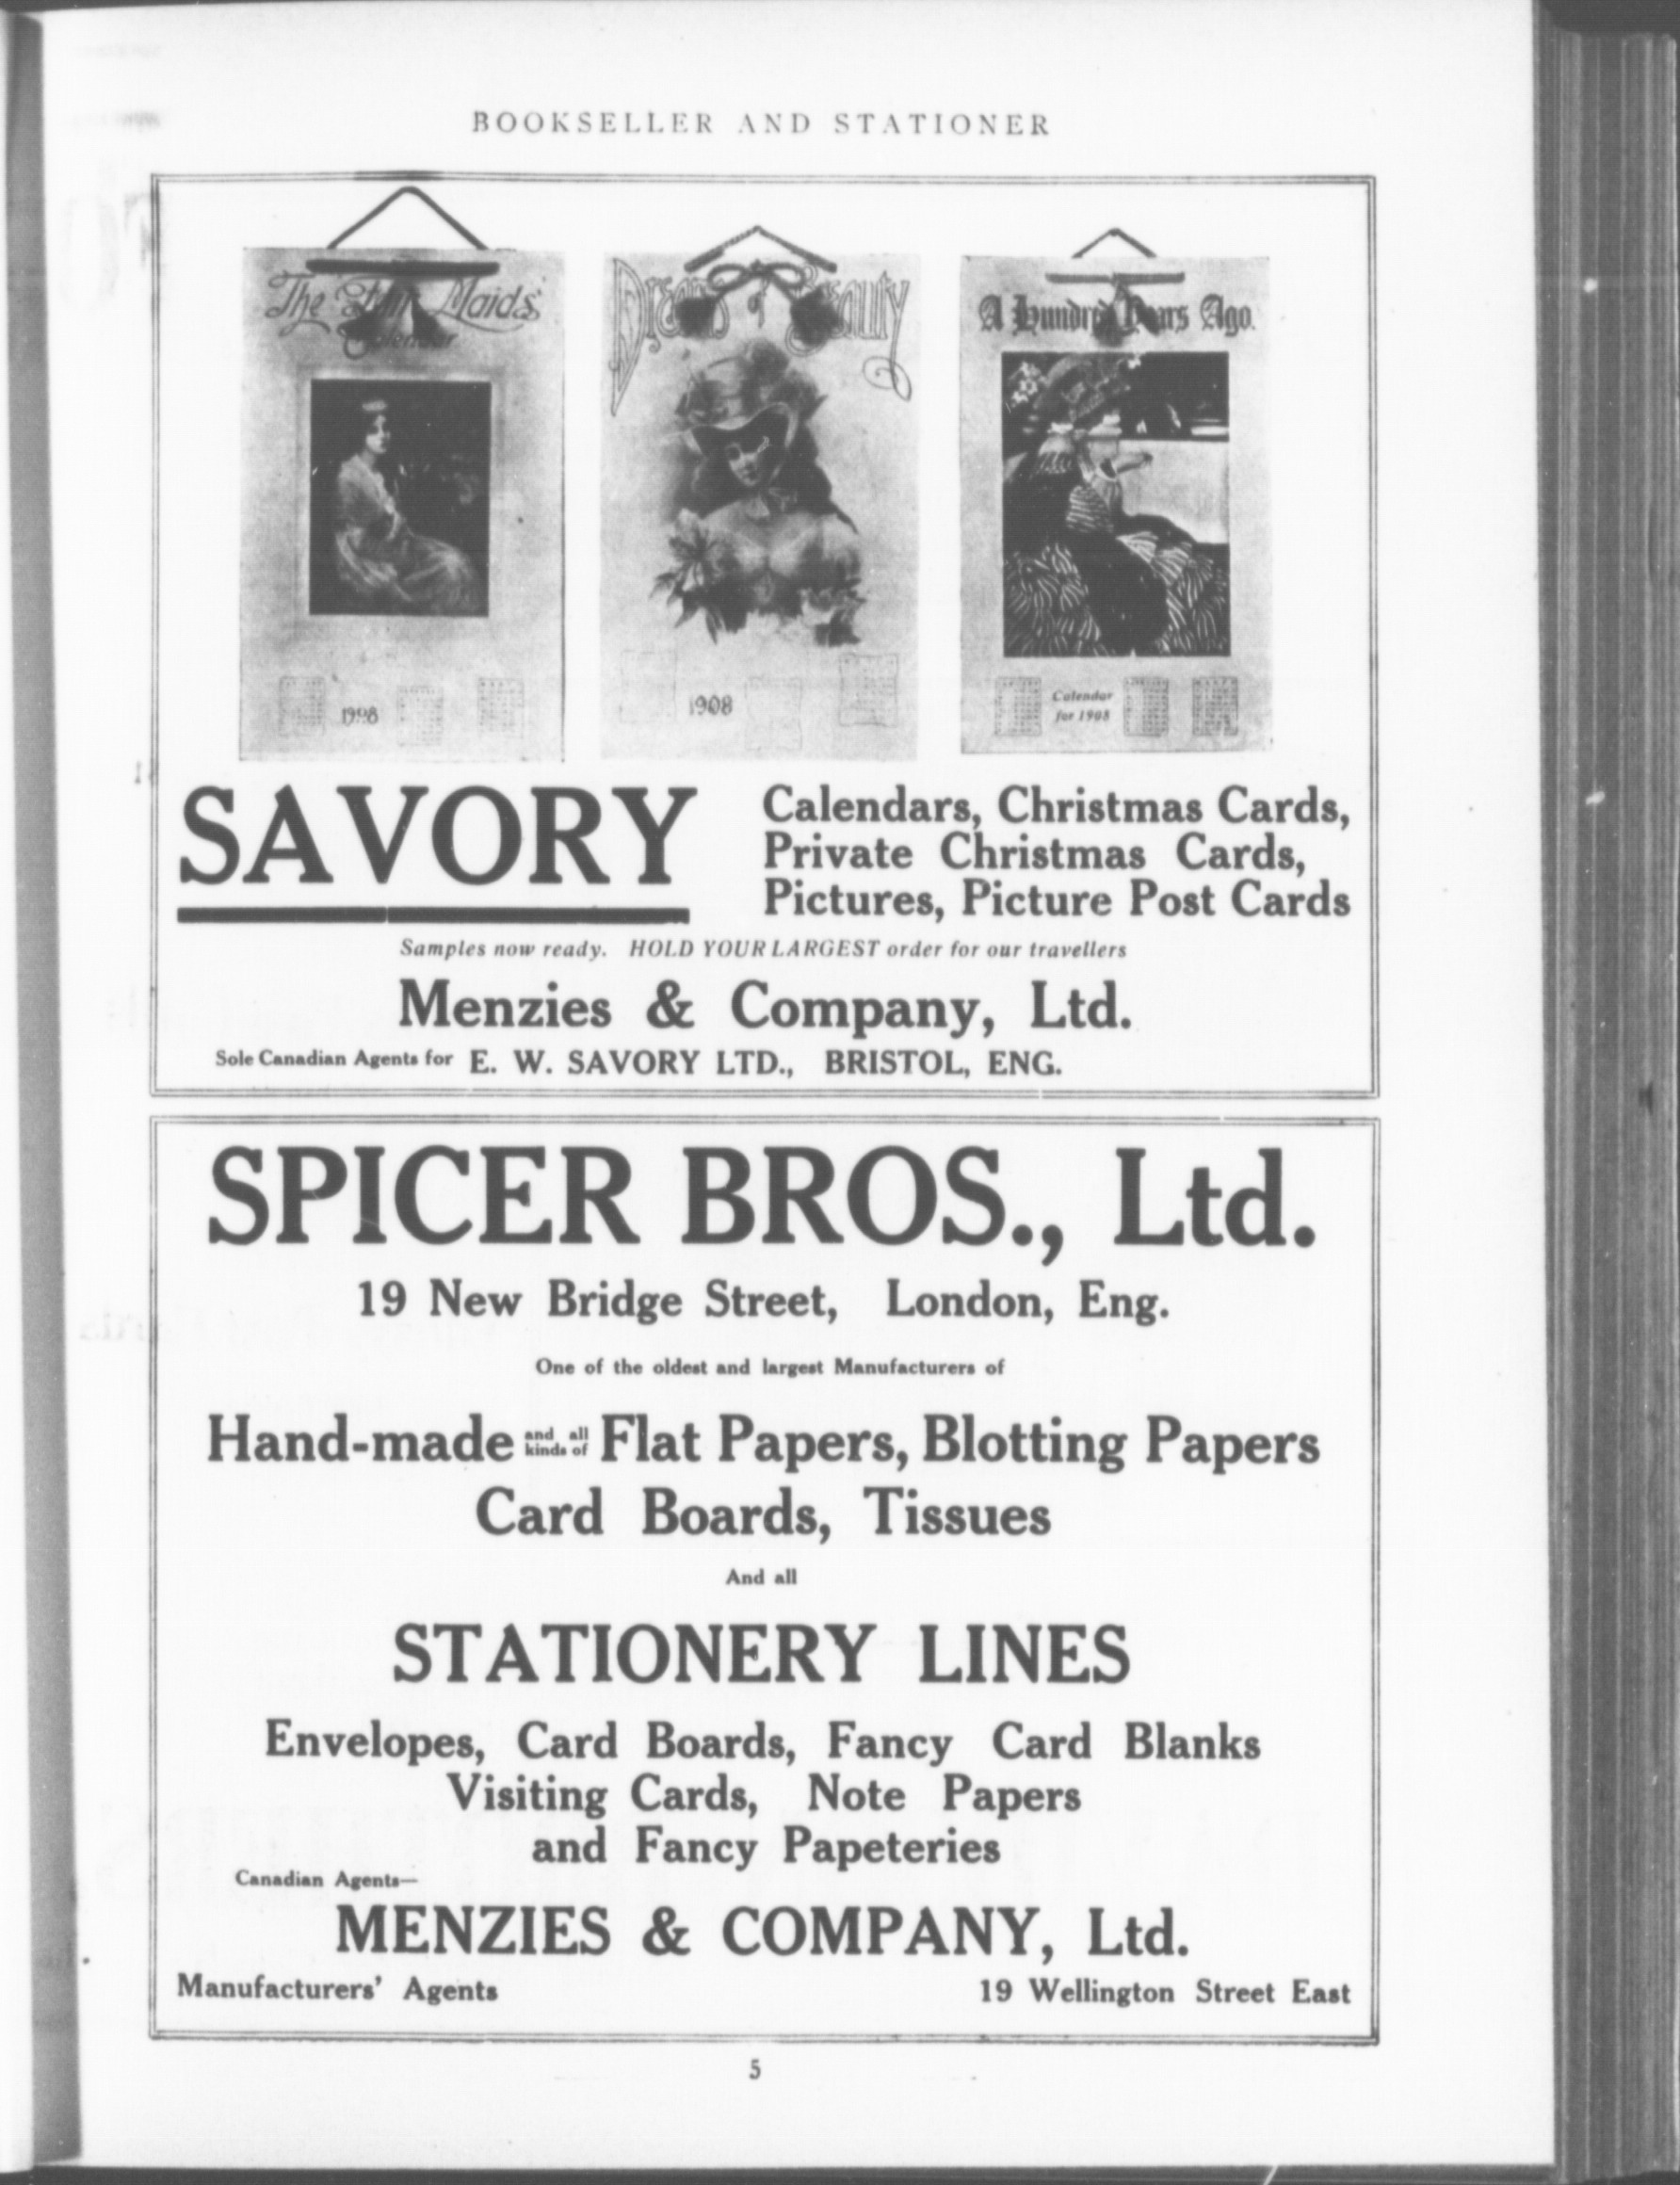 BOOKSELLER AND STATIONER
The Maids'
Calendar
1908
Dreams of Beauty
1908
A Hundred Years Ago.
Calendar
for 1908
SAVORY
Calendars, Christmas Cards,
Private Christmas Cards,
Pictures, Picture Post Cards
Samples now ready. HOLD YOUR LARGEST order for our travellers
Menzies & Company, Ltd.
Sole Canadian Agents for E. W. SAVORY LTD., BRISTOL, ENG.
SPICER BROS., Ltd.
19 New Bridge Street, London, Eng.
One of the oldest and largest Manufacturers of
Hand-made and all kinds of Flat Papers, Blotting Papers
Card Boards, Tissues
And all
STATIONERY LINES
Envelopes, Card Boards, Fancy Card Blanks
Visiting Cards, Note Papers
and Fancy Papeteries
Canadian Agents—
MENZIES & COMPANY, Ltd.
Manufacturers' Agents 19 Wellington Street East
5